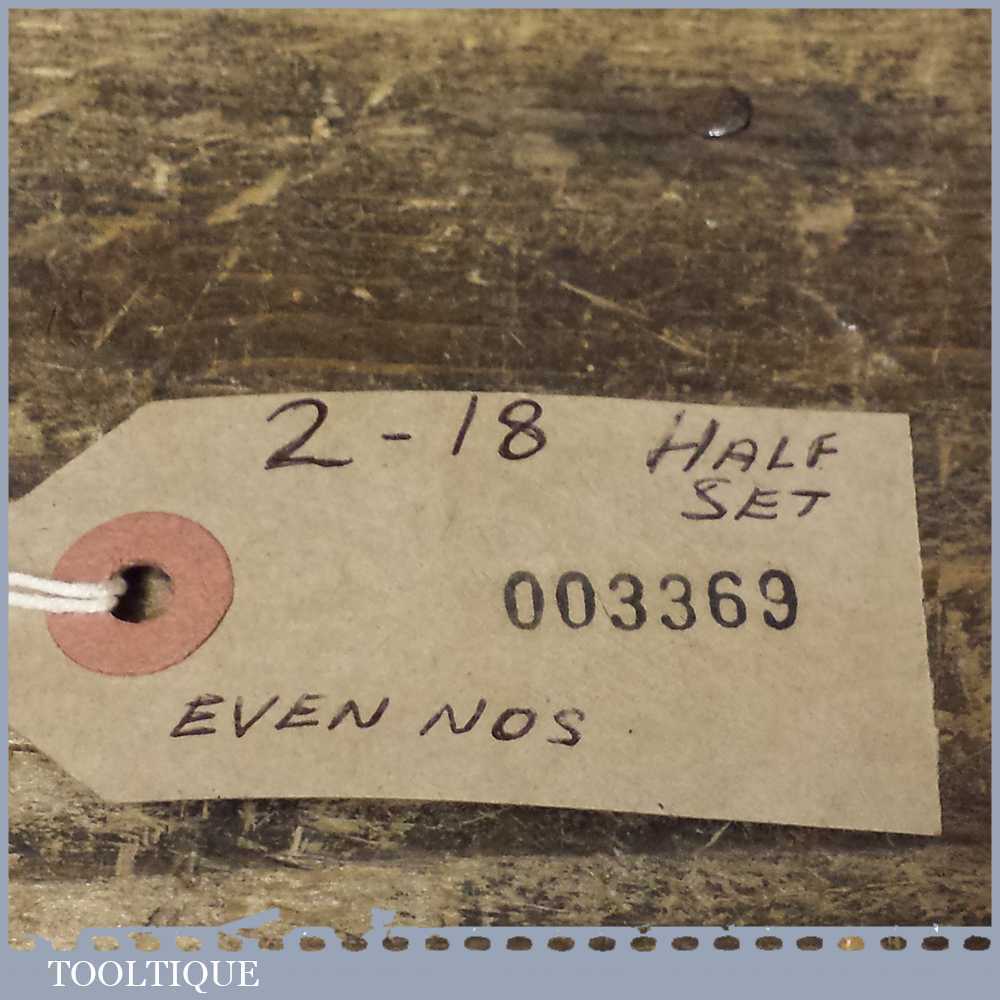 2 - 18 HALF
SET
003369
EVEN NOS
TOOLTIQUE